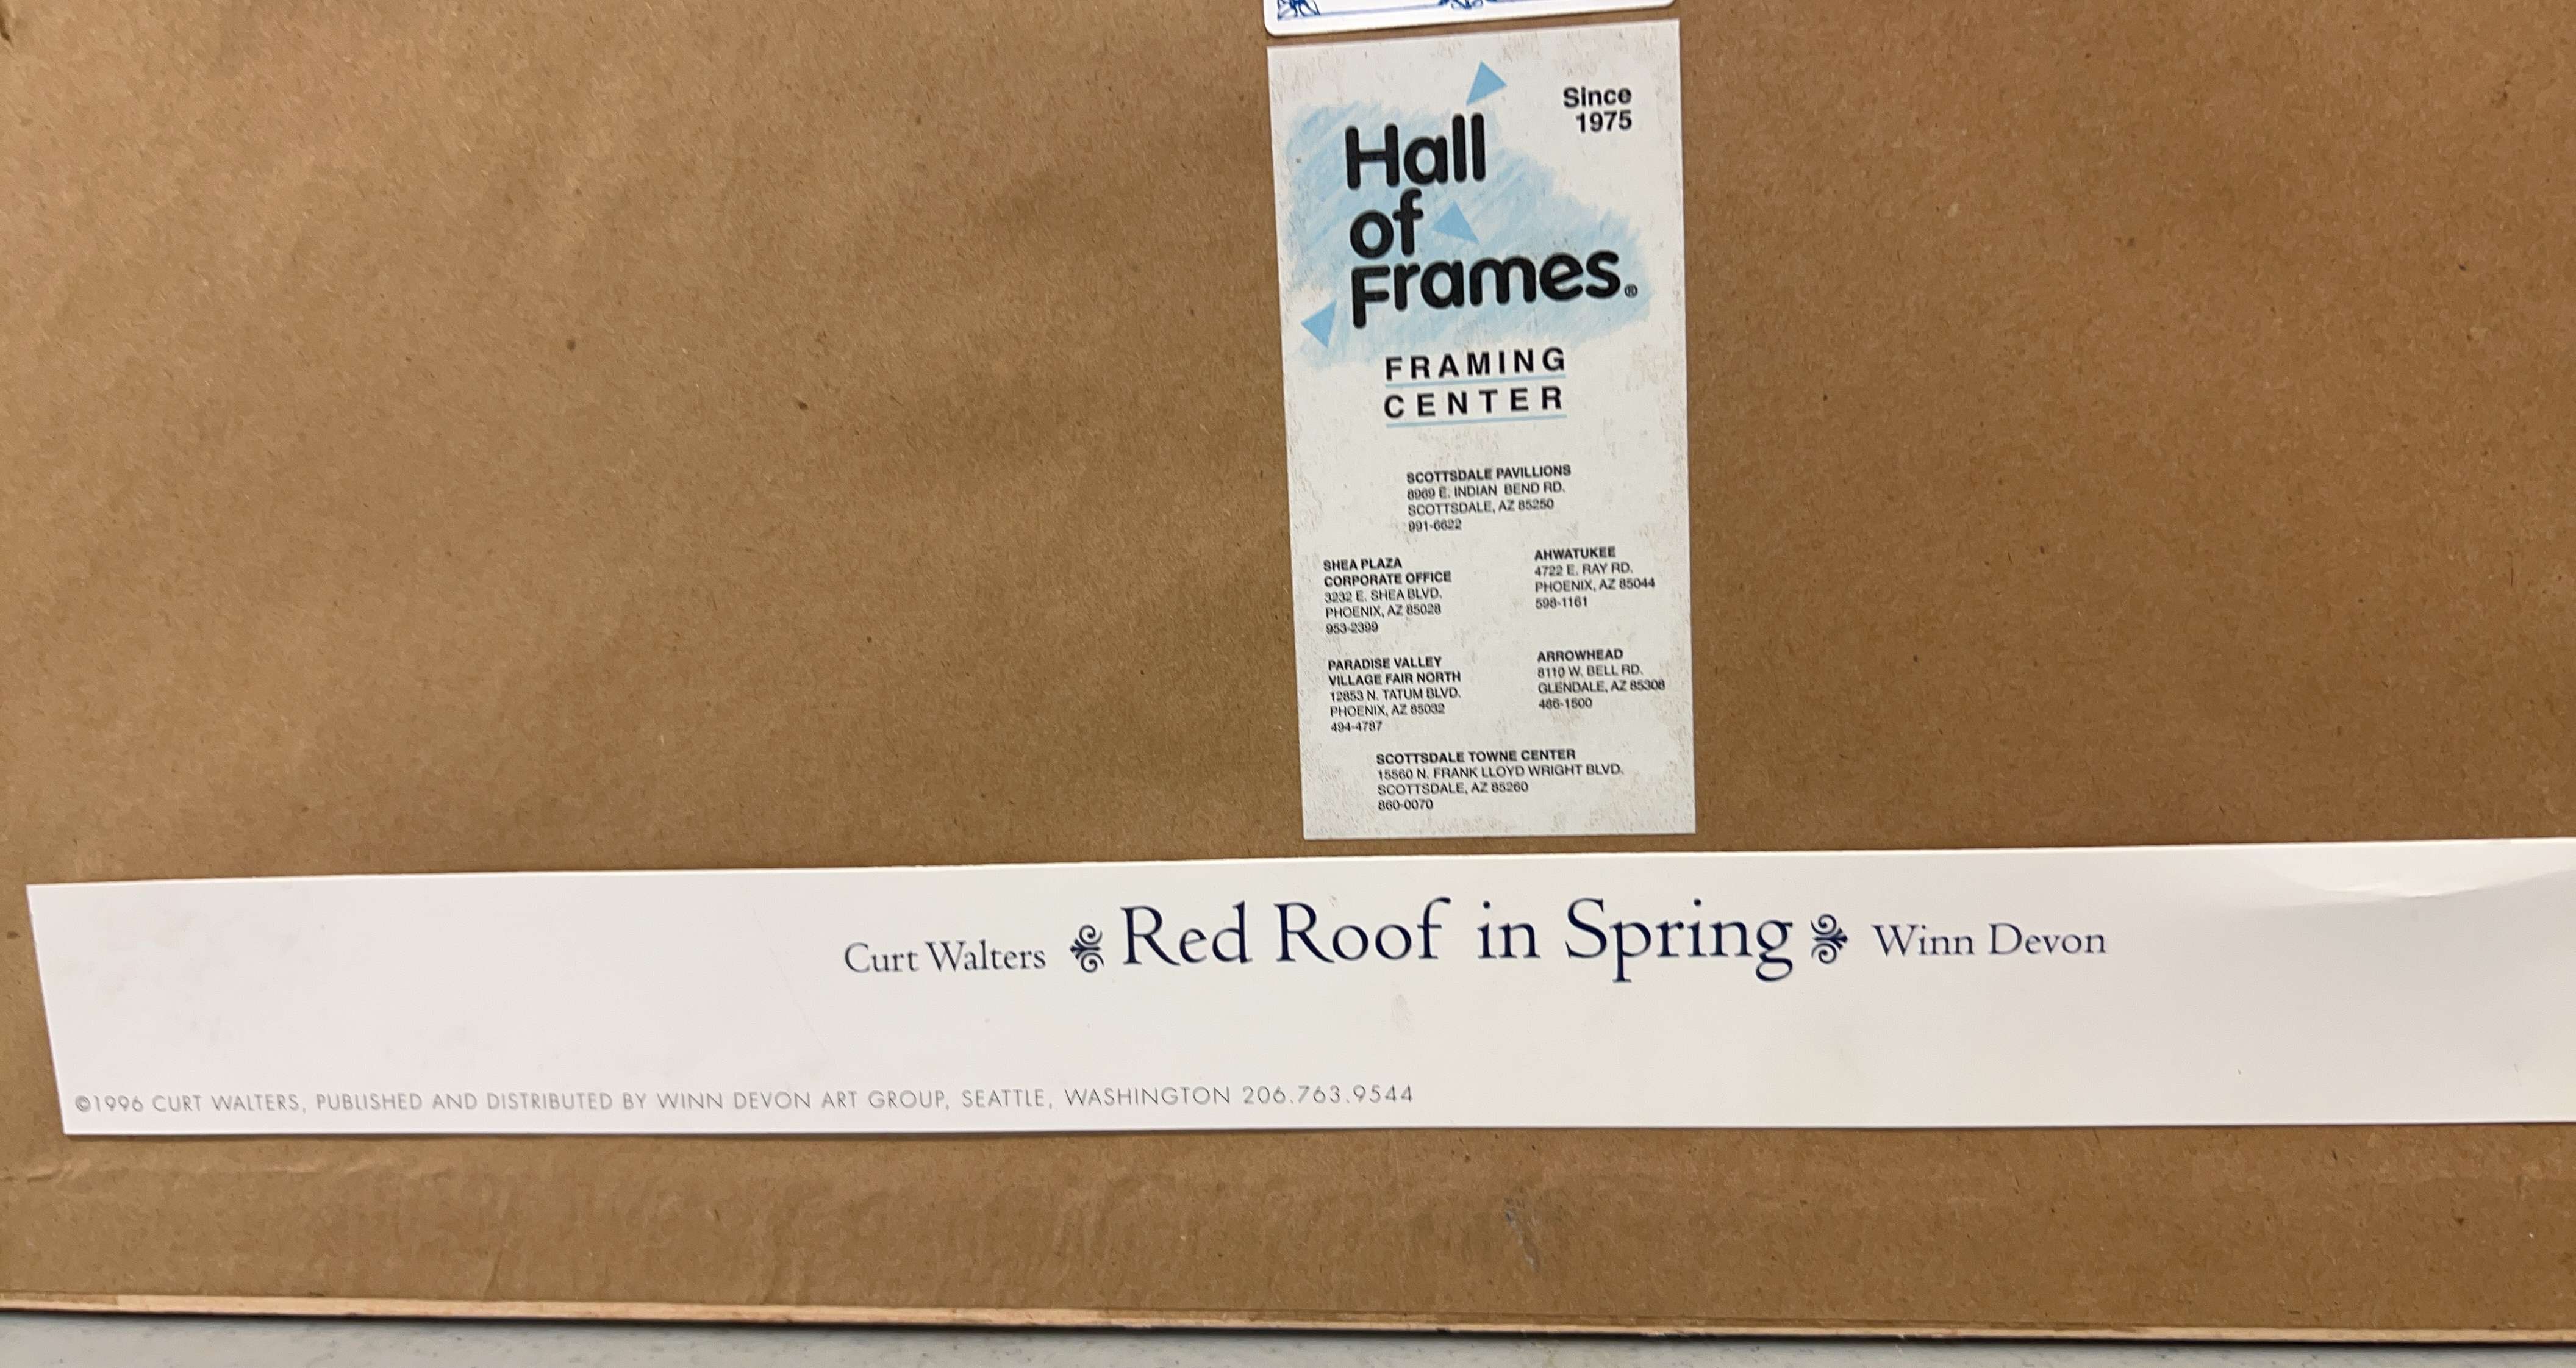 Since
1975
Hall
of
Frames®
FRAMING
CENTER
SCOTTSDALE PAVILLIONS
8969 E. INDIAN BEND RD.
SCOTTSDALE, AZ 85250
991-6622
SHEA PLAZA
CORPORATE OFFICE
3232 E. SHEA BLVD.
PHOENIX, AZ 85028
953-2399
AHWATUKEE
4722 E. RAY RD.
PHOENIX, AZ 85044
598-1161
PARADISE VALLEY
VILLAGE FAIR NORTH
12853 N. TATUM BLVD.
PHOENIX, AZ 85032
494-4787
ARROWHEAD
8110 W. BELL RD.
GLENDALE, AZ 85308
486-1500
SCOTTSDALE TOWNE CENTER
15560 N. FRANK LLOYD WRIGHT BLVD.
SCOTTSDALE, AZ 85260
860-0070
Curt Walters Red Roof in Spring Winn Devon
©1996 CURT WALTERS, PUBLISHED AND DISTRIBUTED BY WINN DEVON ART GROUP, SEATTLE, WASHINGTON 206.763.9544